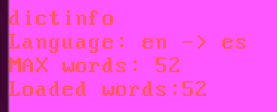 dictinfo
Language: en -> es
MAX words: 52
Loaded words:52